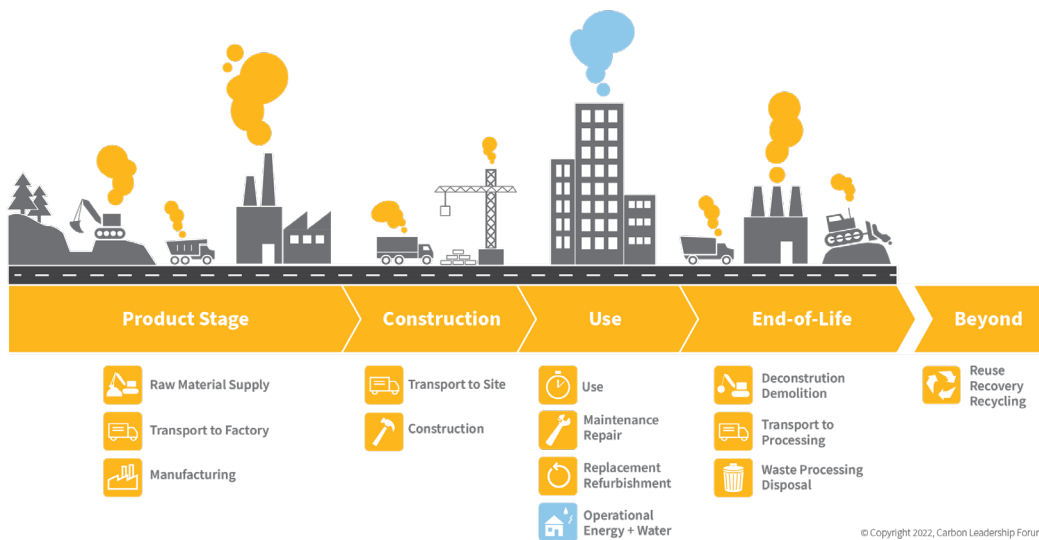 Product Stage
Construction
Use
End-of-Life
Beyond
Raw Material Supply
Transport to Factory
Manufacturing
Transport to Site
Construction
Use
Maintenance
Repair
Replacement
Refurbishment
Operational
Energy + Water
Deconstrution
Demolition
Transport to
Processing
Waste Processing
Disposal
Reuse
Recovery
Recycling
© Copyright 2022, Carbon Leadership